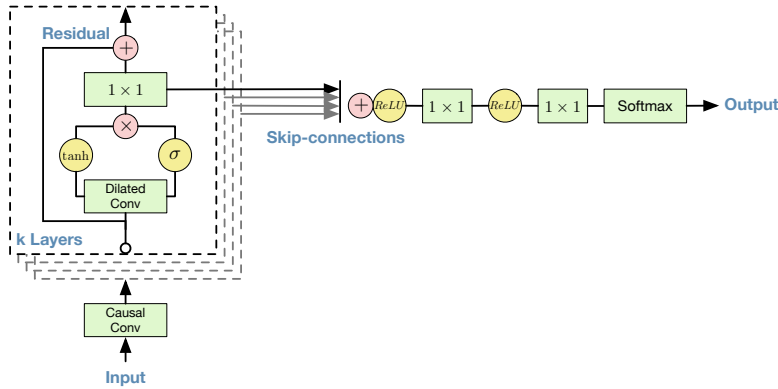 Residual
+
1 × 1
×
tanh
σ
Dilated
Conv
k Layers
Causal
Conv
Input
Skip-connections
+
ReLU
1 × 1
ReLU
1 × 1
Softmax
Output